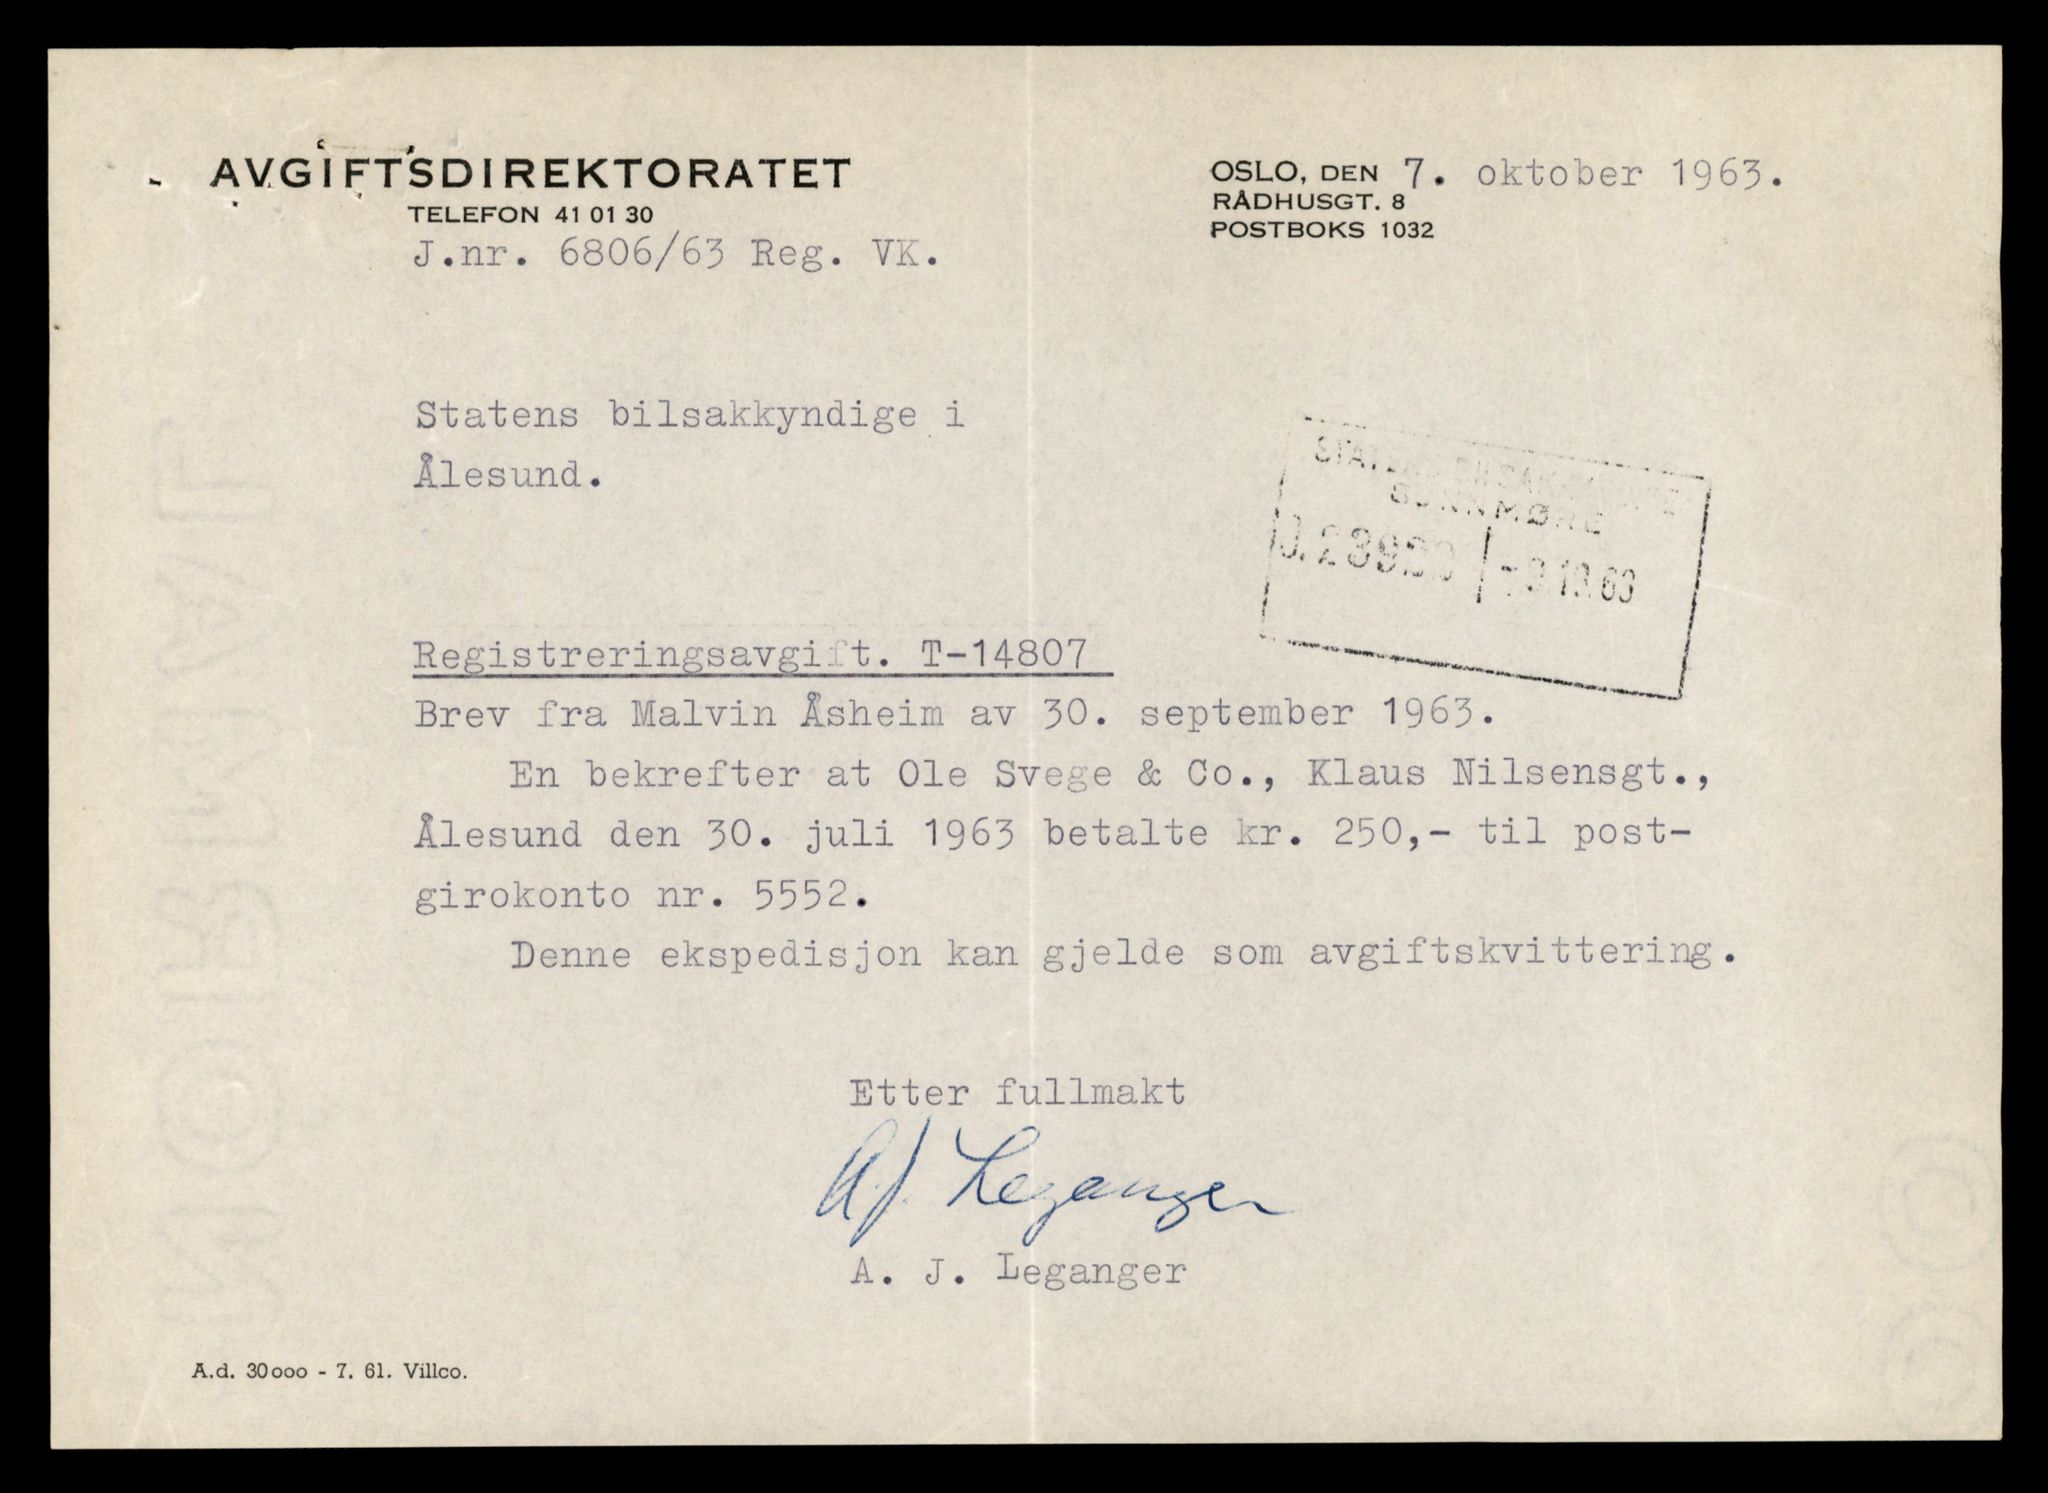 AVGIFTSDIREKTORATET
TELEFON 41 01 30
J.nr. 6806/63 Reg. VK.
OSLO, DEN 7. oktober 1963.
RÅDHUSGT. 8
POSTBOKS 1032
Statens bilsakkyndige i
Ålesund.
STATENS BILSAKKYNDIGE
SUNNMØRE
Registreringsavgift. T-14807
Brev fra Malvin Åsheim av 30. september 1963.
En bekrefter at Ole Svege & Co., Klaus Nilsensgt.,
Ålesund den 30. juli 1963 betalte kr. 250,- til post-
girokonto nr. 5552.
Denne ekspedisjon kan gjelde som avgiftskvittering.
Etter fullmakt
A. J. Leganger
A. J. Leganger
A.d. 30000 - 7. 61. Villco.